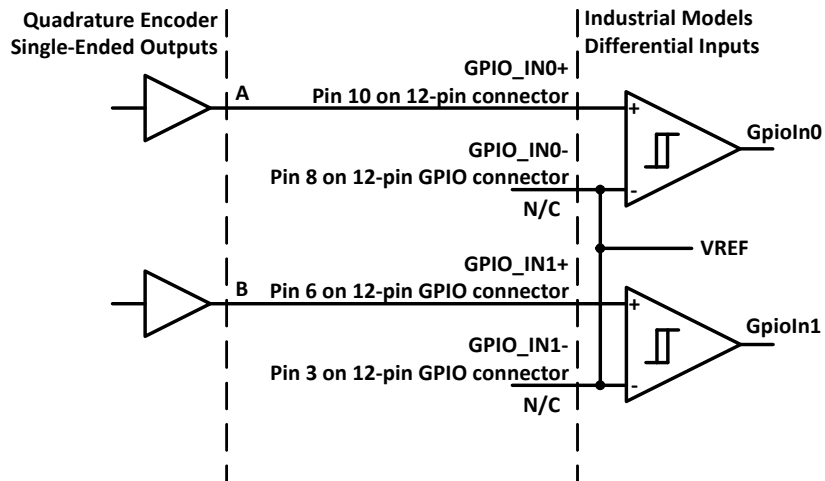 Quadrature Encoder
Single-Ended Outputs
Industrial Models
Differential Inputs
A
GPIO_IN0+
Pin 10 on 12-pin connector
+
GpioIn0
GPIO_IN0-
Pin 8 on 12-pin GPIO connector
-
N/C
VREF
B
GPIO_IN1+
Pin 6 on 12-pin GPIO connector
+
GpioIn1
GPIO_IN1-
Pin 3 on 12-pin GPIO connector
-
N/C